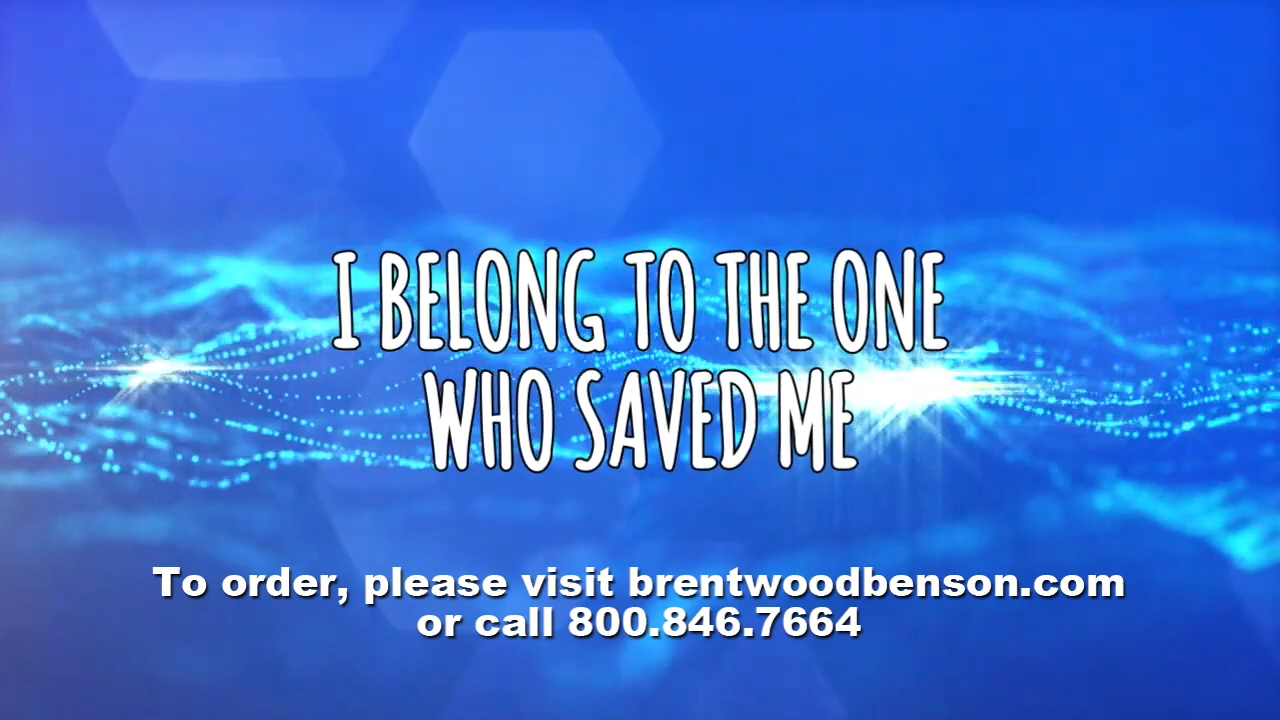 I BELONG TO THE ONE
WHO SAVED ME
To order, please visit brentwoodbenson.com
or call 800.846.7664